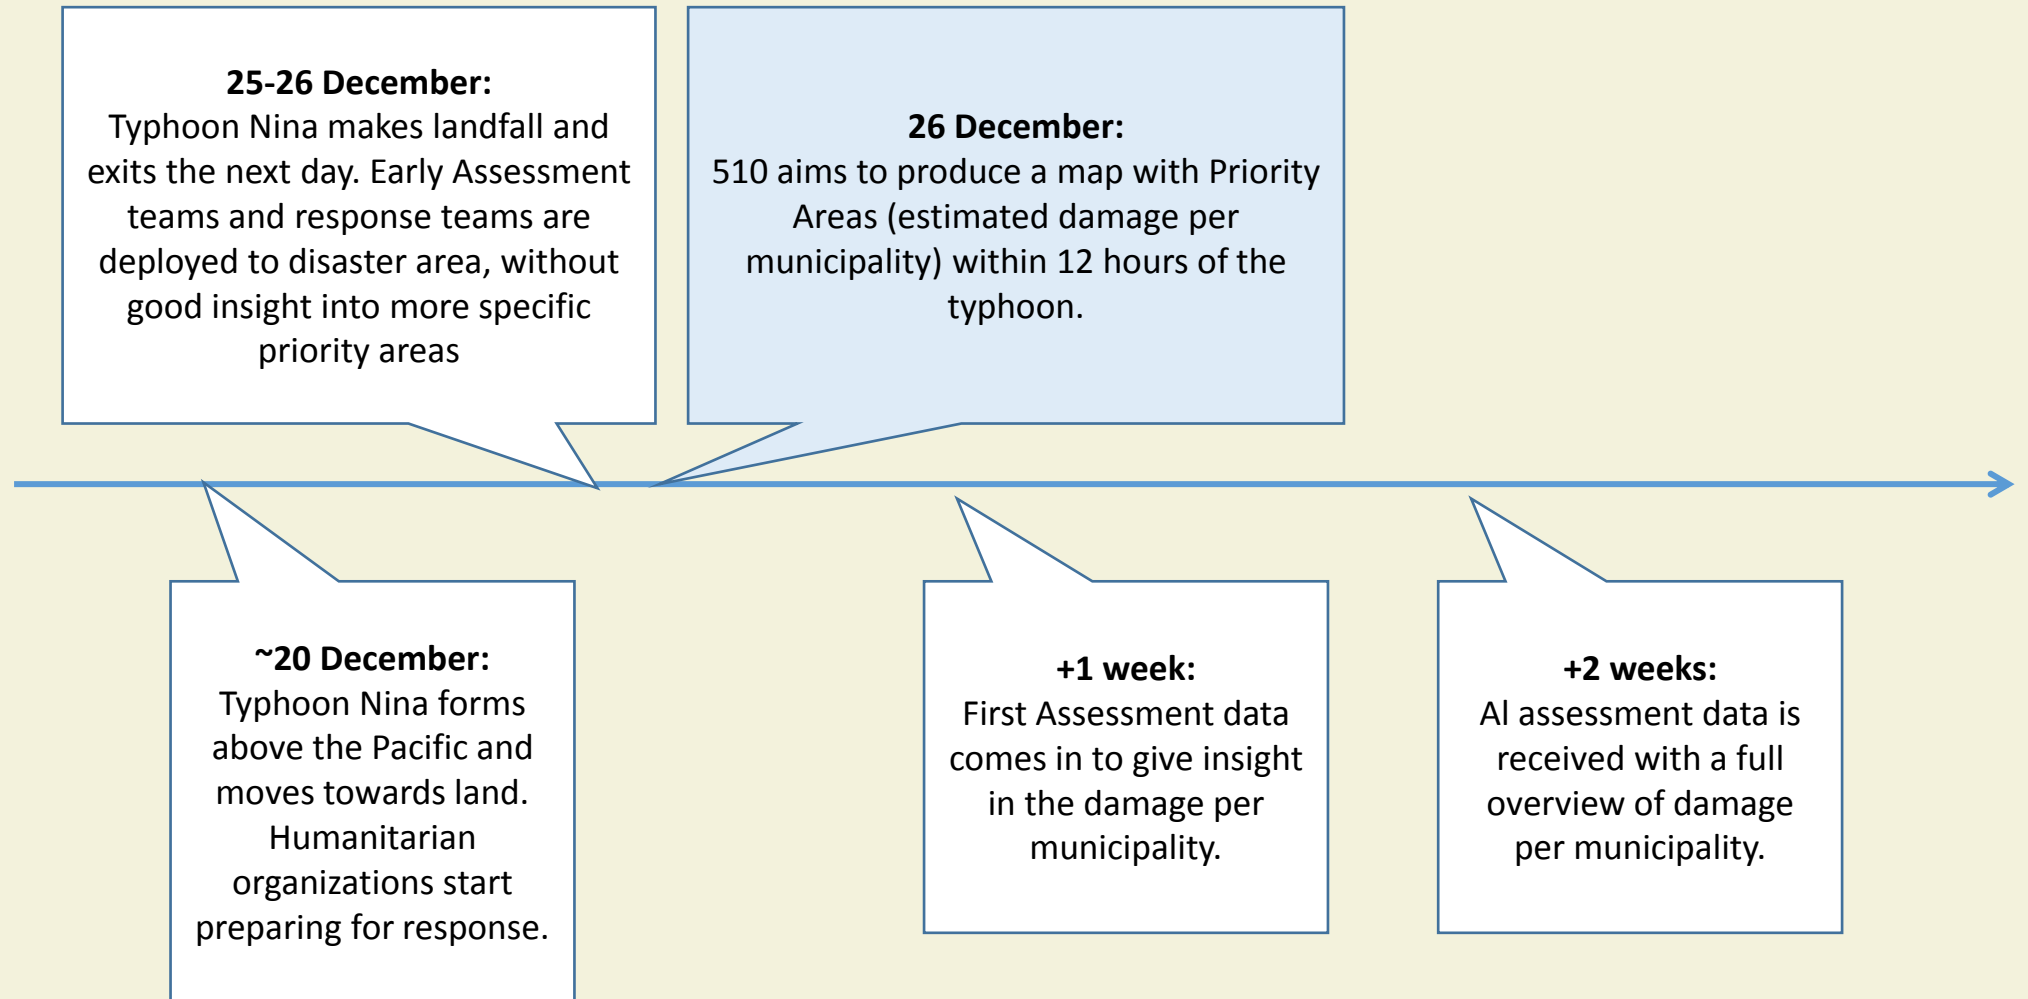 25-26 December:
Typhoon Nina makes landfall and
exits the next day. Early Assessment
teams and response teams are
deployed to disaster area, without
good insight into more specific
priority areas
26 December:
510 aims to produce a map with Priority
Areas (estimated damage per
municipality) within 12 hours of the
typhoon.
~20 December:
Typhoon Nina forms
above the Pacific and
moves towards land.
Humanitarian
organizations start
preparing for response.
+1 week:
First Assessment data
comes in to give insight
in the damage per
municipality.
+2 weeks:
Al assessment data is
received with a full
overview of damage
per municipality.